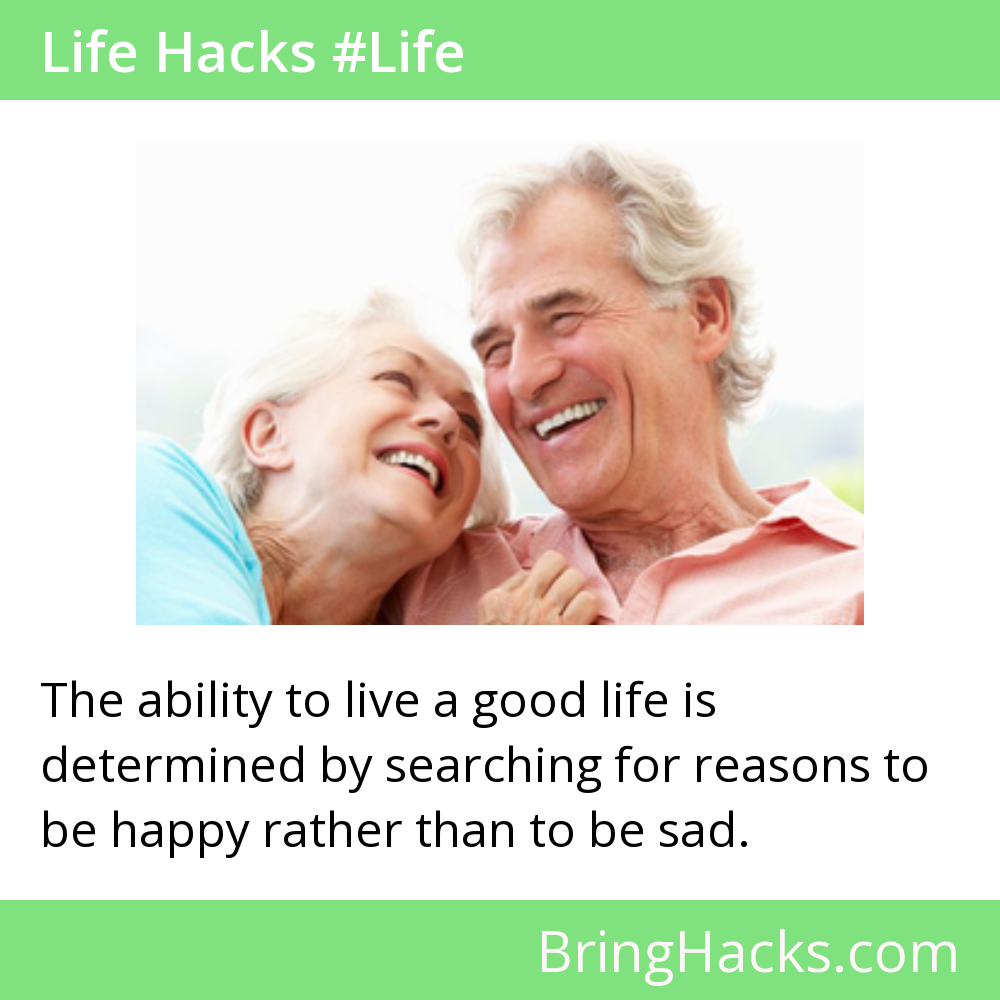 Life Hacks #Life
The ability to live a good life is
determined by searching for reasons to
be happy rather than to be sad.
BringHacks.com